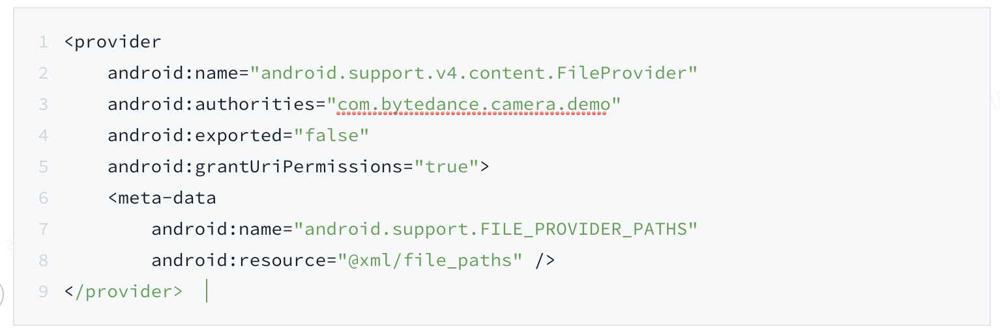 1 <provider
2     android:name="android.support.v4.content.FileProvider"
3     android:authorities="com.bytedance.camera.demo"
4     android:exported="false"
5     android:grantUriPermissions="true">
6     <meta-data
7         android:name="android.support.FILE_PROVIDER_PATHS"
8         android:resource="@xml/file_paths" />
9 </provider>